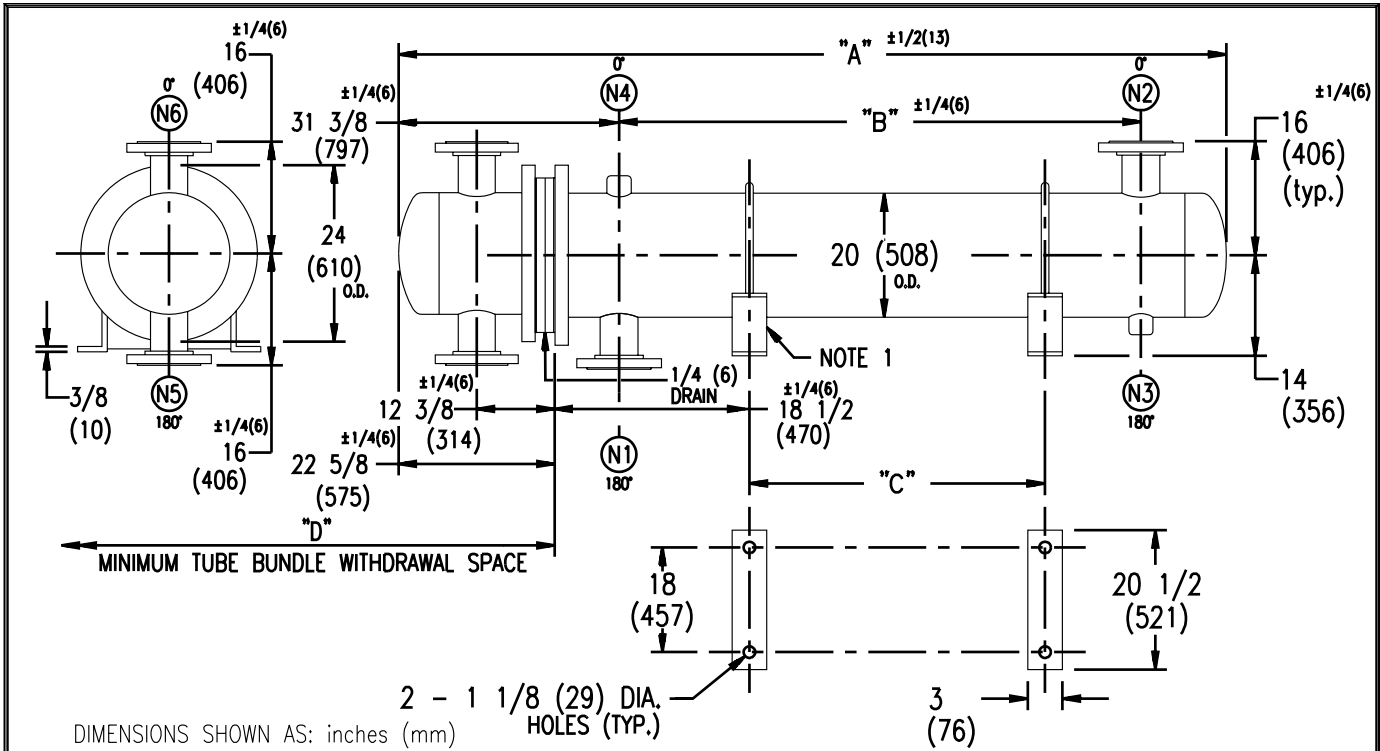 ±1/4(6)
16
(406)
0°
N6
24
(610)
O.D.
3/8
(10)
N5
180°
±1/4(6)
16
(406)
"A" ±1/2(13)
±1/4(6)
31 3/8
(797)
0°
N4
"B" ±1/4(6)
0°
N2
±1/4(6)
16
(406)
(typ.)
20 (508)
O.D.
NOTE 1
1/4 (6)
DRAIN
±1/4(6)
12 3/8
(314)
±1/4(6)
18 1/2
(470)
±1/4(6)
22 5/8
(575)
N1
180°
N3
180°
14
(356)
"C"
"D"
MINIMUM TUBE BUNDLE WITHDRAWAL SPACE
18
(457)
20 1/2
(521)
2 - 1 1/8 (29) DIA.
HOLES (TYP.)
3
(76)
DIMENSIONS SHOWN AS: inches (mm)